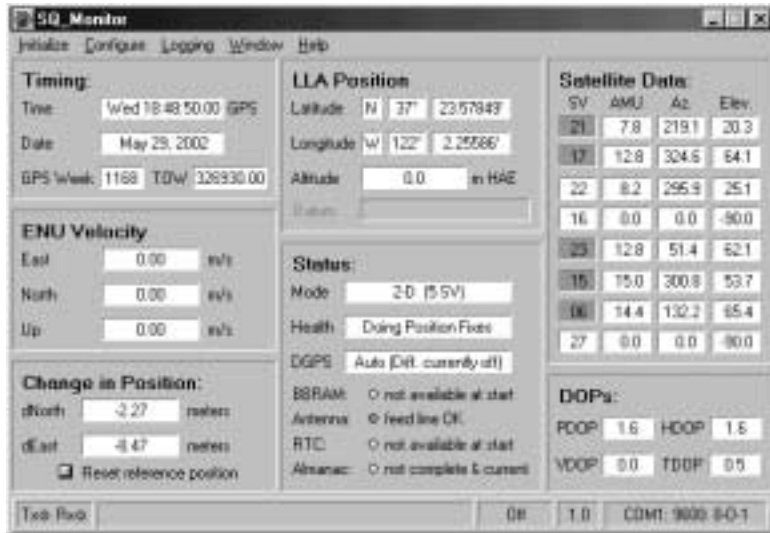 SQ_Monitor
Initialize Configure Logging Window Help
Timing:
Time Wed 18:48:50.00 GPS
Date May 29, 2002
GPS Week 1168 TOW 326930.00
ENU Velocity
East 0.00 m/s
North 0.00 m/s
Up 0.00 m/s
Change in Position:
dNorth -2.27 meters
dEast -8.47 meters
Reset reference position
LLA Position
Latitude N 37° 23.57849'
Longitude W 122° 2.25586'
Altitude 0.0 m HAE
Status:
Mode 2-D (5 SV)
Health Doing Position Fixes
DGPS Auto (Diff. currently off)
BBRAM: not available at start
Antenna: feed line OK
RTC: not available at start
Almanac: not complete & current
Satellite Data:
SV AMU Az. Elev.
21 7.8 219.1 20.3
17 12.8 324.6 64.1
22 8.2 295.9 25.1
16 0.0 0.0 -90.0
23 12.8 51.4 62.1
15 15.0 300.8 53.7
06 14.4 132.2 65.4
27 0.0 0.0 -90.0
DOPs:
PDOP 1.6 HDOP 1.6
VDOP 0.0 TDOP 0.5
Off 1.0 COM1: 9600: 8-O-1